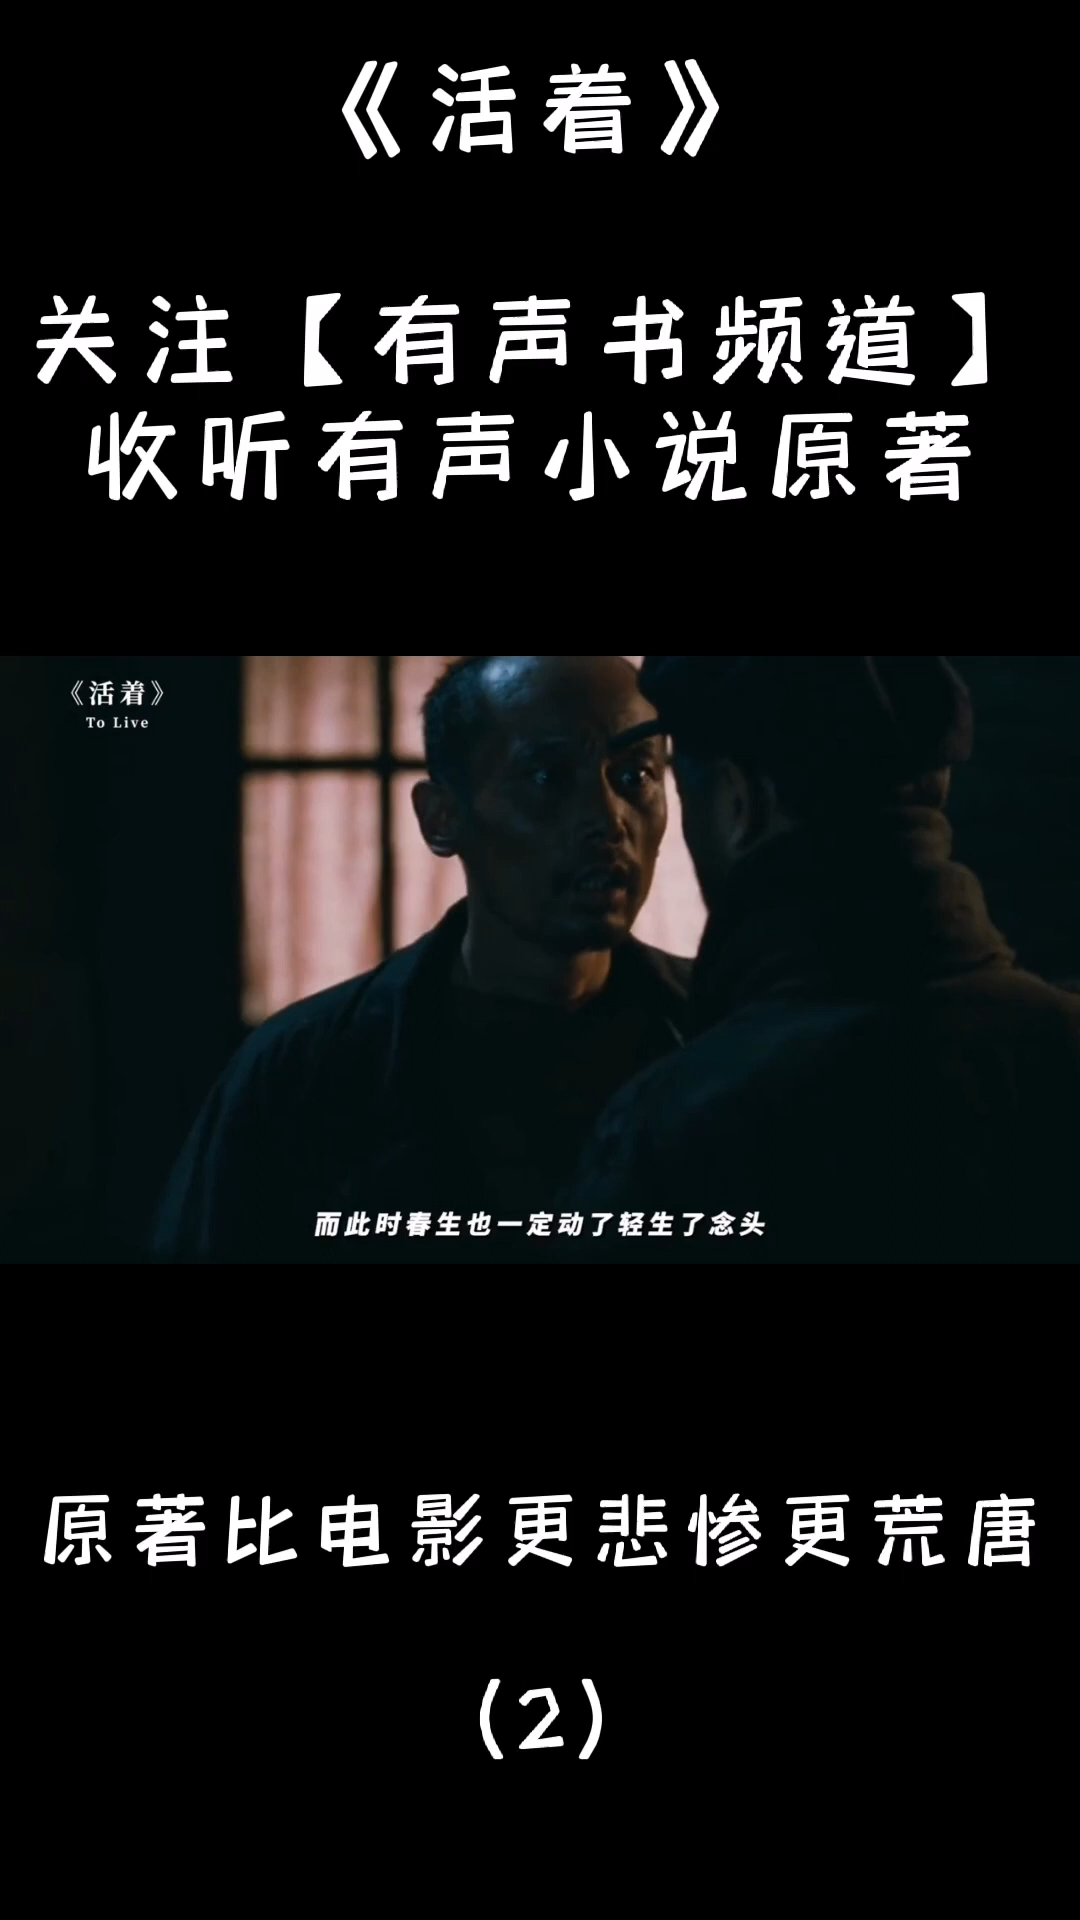 《活着》
关注【有声书频道】
收听有声小说原著
《活着》
To Live
而此时春生也一定动了轻生了念头
原著比电影更悲惨更荒唐
(2)